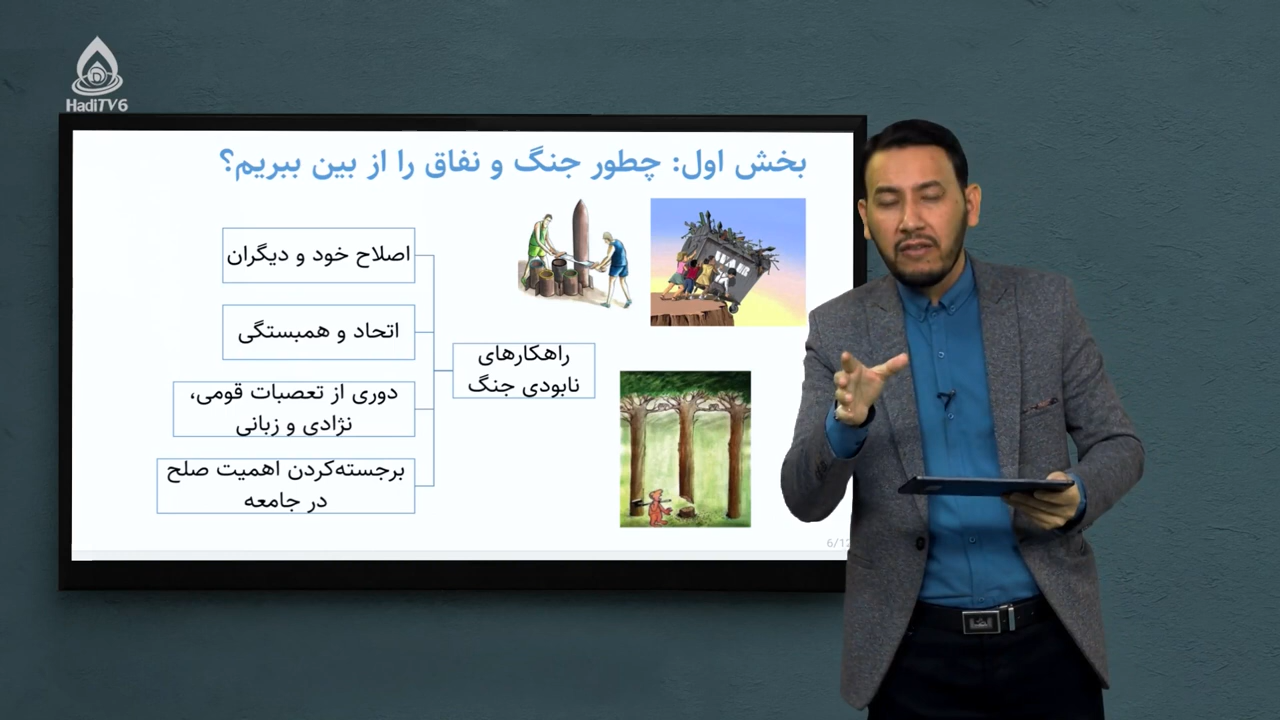 HadiTV6
بخش اول: چطور جنگ و نفاق را از بین ببریم؟
راهکارهای
نابودی جنگ
اصلاح خود و دیگران
اتحاد و همبستگی
دوری از تعصبات قومی،
نژادی و زبانی
برجسته‌کردن اهمیت صلح
در جامعه
WAR
6/12